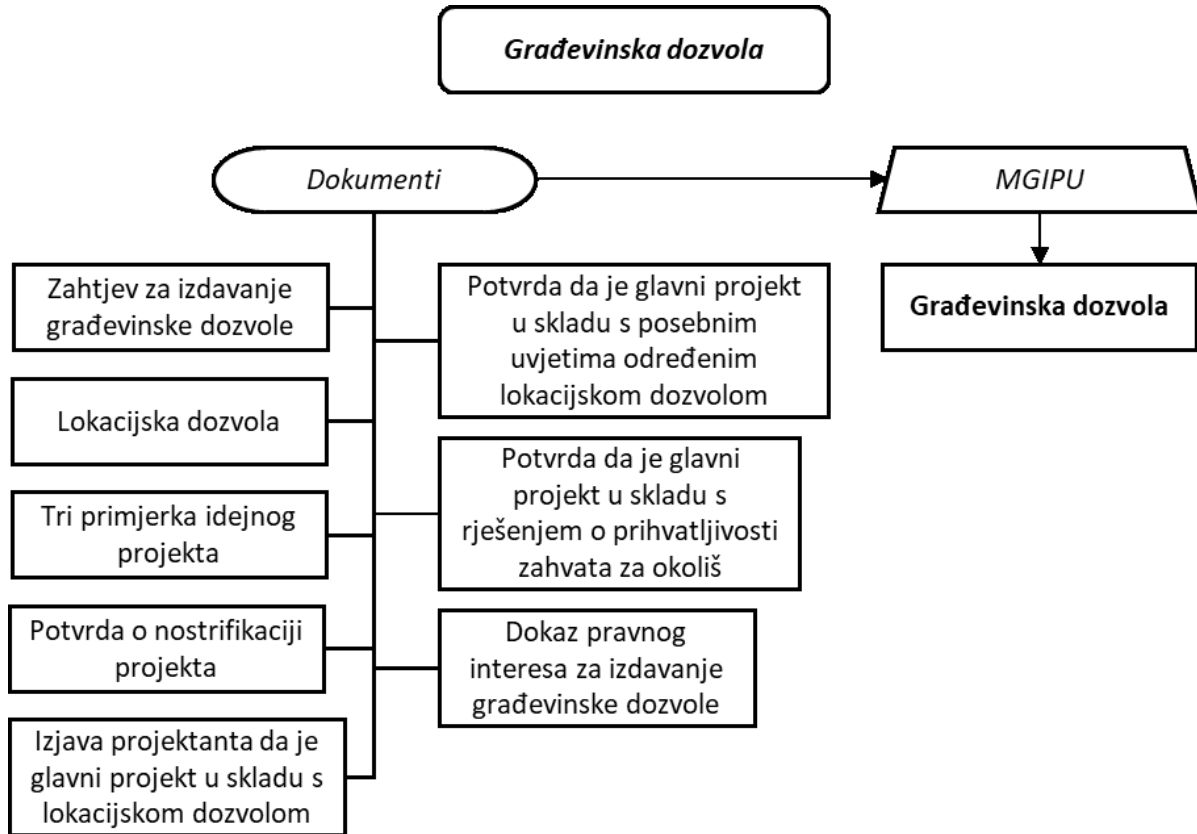 Građevinska dozvola
Dokumenti
MGIPU
Zahtjev za izdavanje
građevinske dozvole
Lokacijska dozvola
Tri primjerka idejnog
projekta
Potvrda o nostrifikaciji
projekta
Izjava projektanta da je
glavni projekt u skladu s
lokacijskom dozvolom
Potvrda da je glavni projekt
u skladu s posebnim
uvjetima određenim
lokacijskom dozvolom
Potvrda da je glavni
projekt u skladu s
rješenjem o prihvatljivosti
zahvata za okoliš
Dokaz pravnog
interesa za izdavanje
građevinske dozvole
Građevinska dozvola